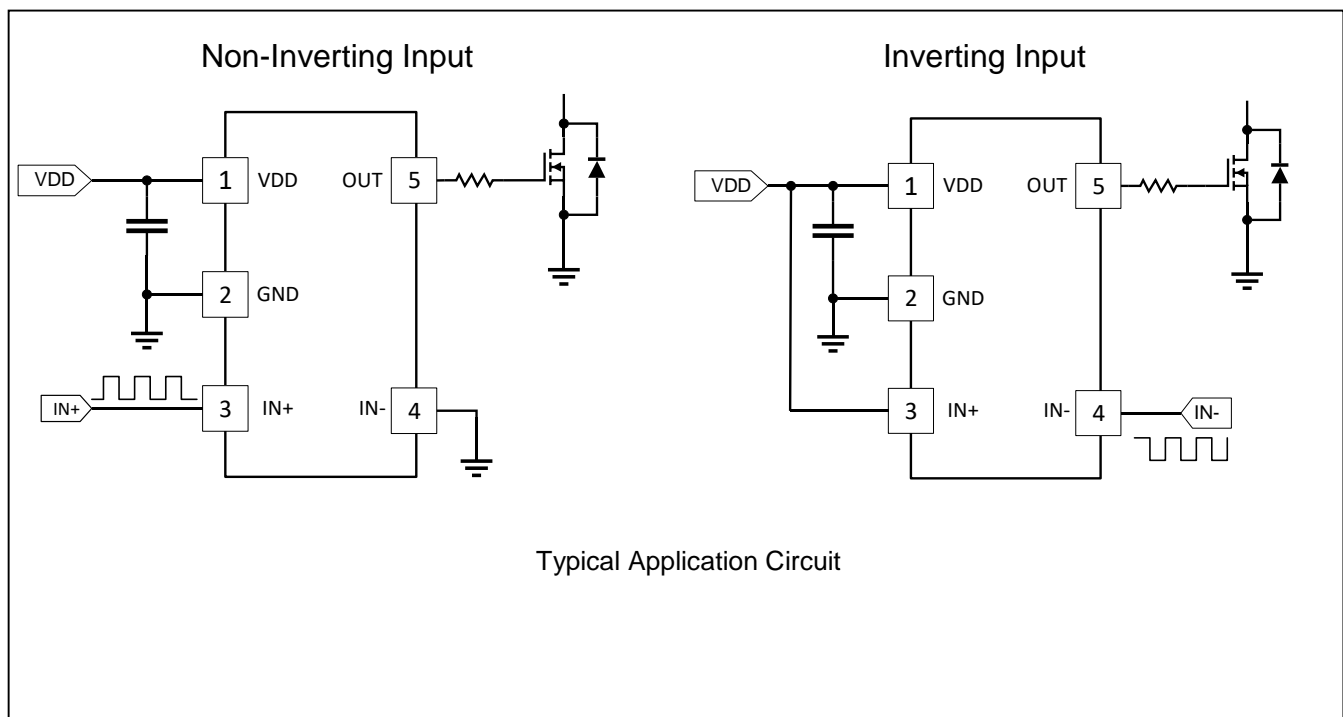 Non-Inverting Input
VDD
1 VDD
OUT 5
2 GND
IN+
3 IN+
IN- 4
Inverting Input
VDD
1 VDD
OUT 5
2 GND
3 IN+
IN- 4
IN-
Typical Application Circuit